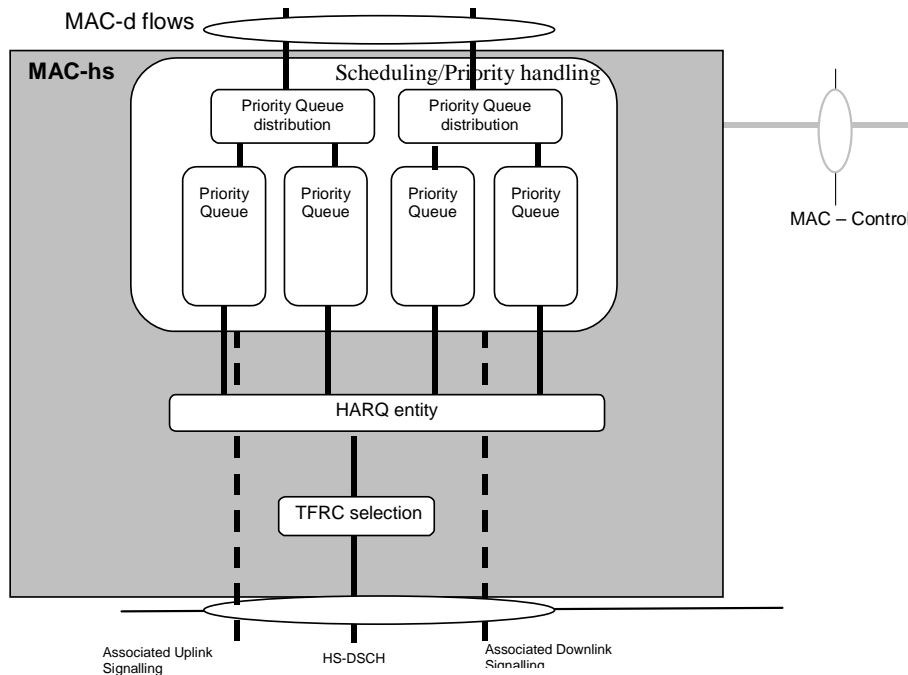 MAC-d flows
MAC-hs
Scheduling/Priority handling
Priority Queue
distribution
Priority Queue
distribution
Priority
Queue
Priority
Queue
Priority
Queue
Priority
Queue
MAC – Control
HARQ entity
TFRC selection
Associated Uplink
Signalling
HS-DSCH
Associated Downlink
Signalling